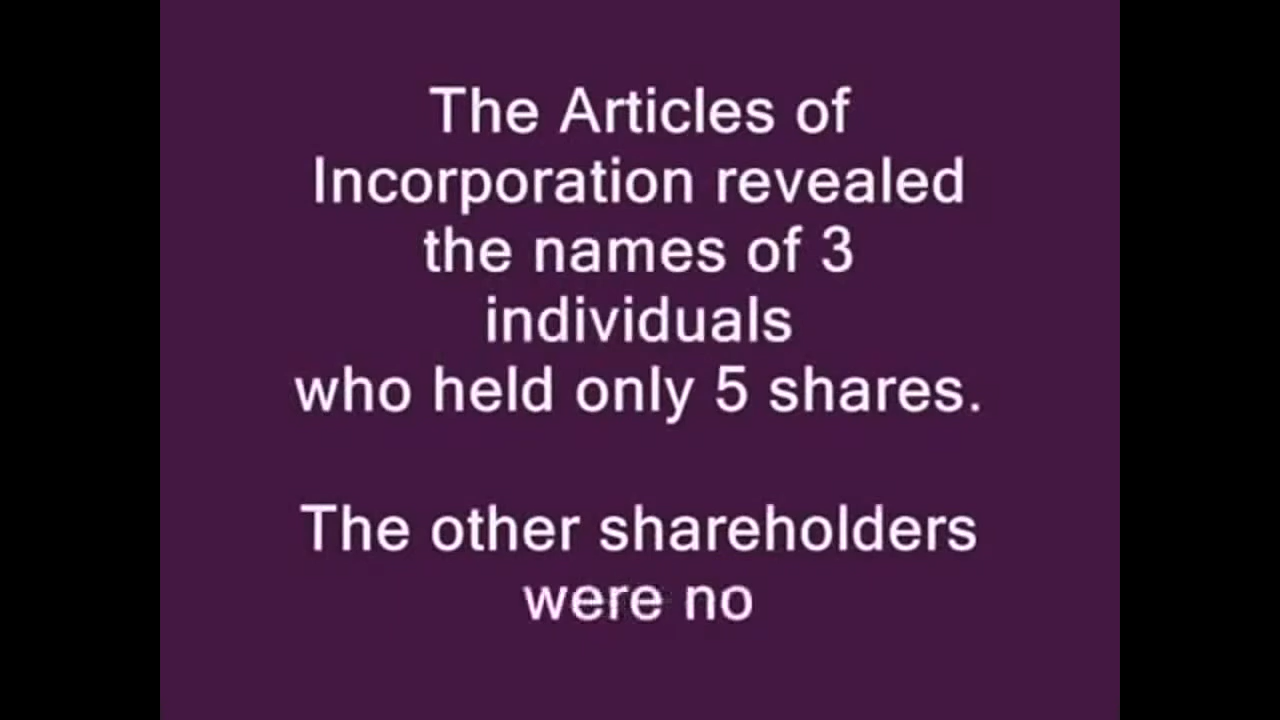 The Articles of
Incorporation revealed
the names of 3
individuals
who held only 5 shares.
The other shareholders
were no